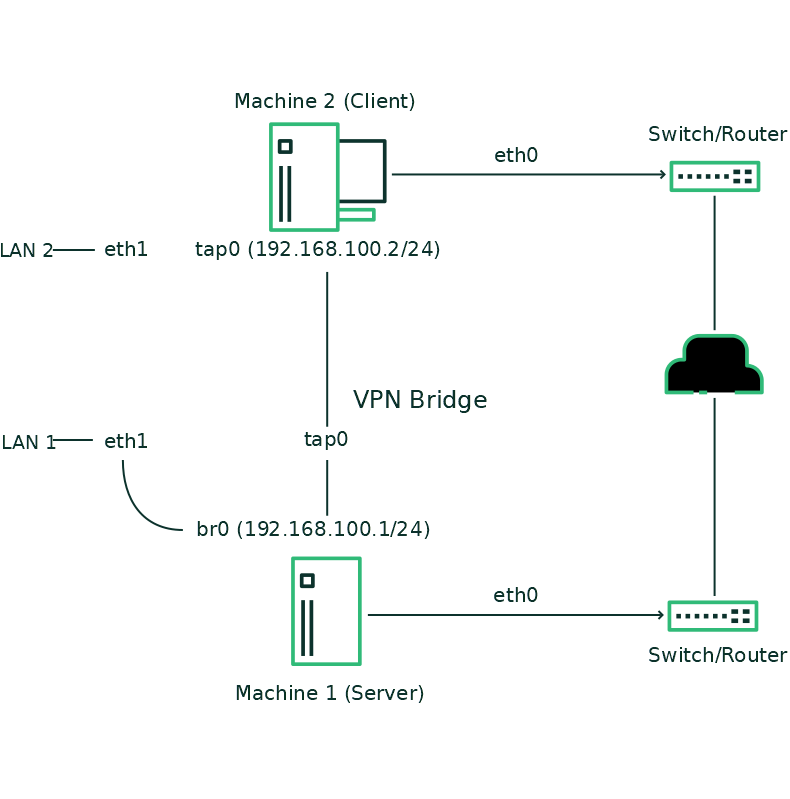 Machine 2 (Client)
Switch/Router
eth0
LAN 2
eth1
tap0 (192.168.100.2/24)
VPN Bridge
LAN 1
eth1
tap0
br0 (192.168.100.1/24)
eth0
Switch/Router
Machine 1 (Server)